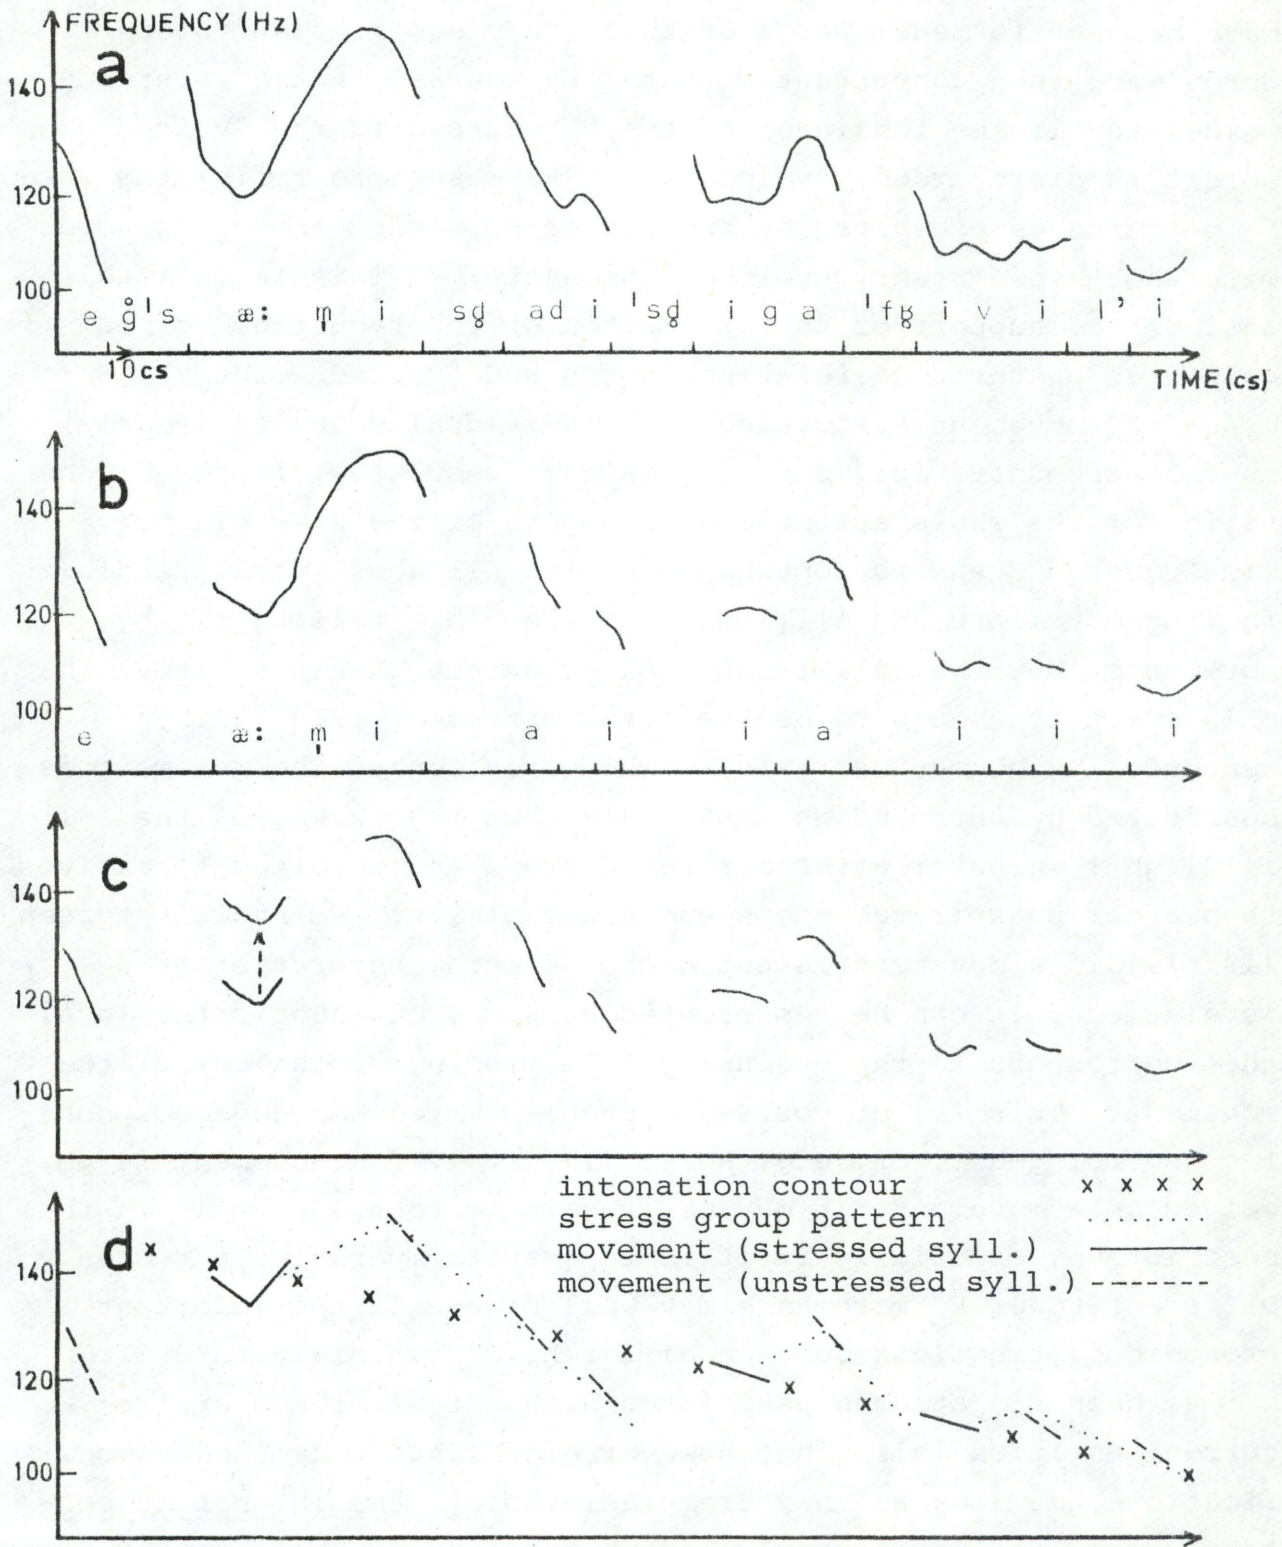 FREQUENCY (Hz)
a
140
120
100
e g̊ˈs æ: m̩ i sg̊ ad i ˈsg̊ i g a ˈfg̊ i v i l' i
10cs
TIME(cs)
b
140
120
100
e æ: m̩ i a i i a i i i
c
140
120
100
intonation contour x x x x
stress group pattern ..........
movement (stressed syll.) ———
movement (unstressed syll.) -----
d
140
120
100